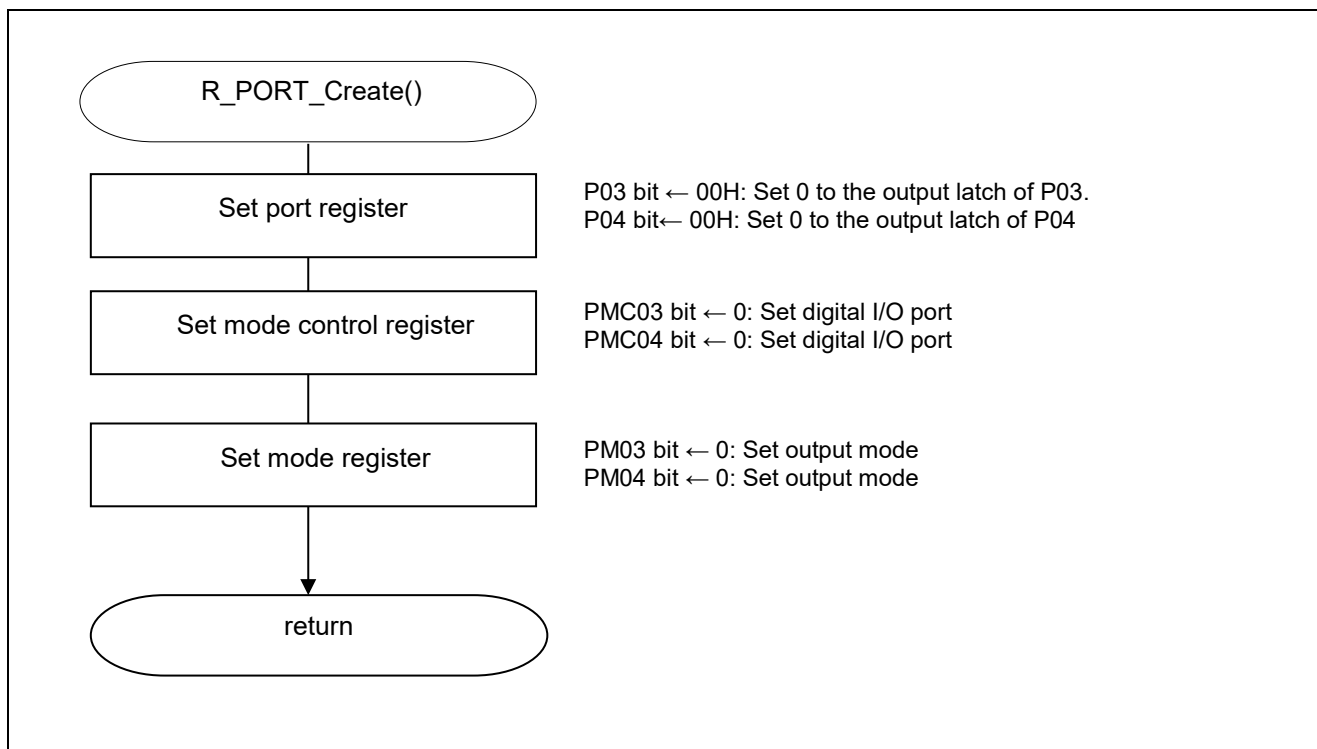 R_PORT_Create()
Set port register
P03 bit ← 00H: Set 0 to the output latch of P03.
P04 bit← 00H: Set 0 to the output latch of P04
Set mode control register
PMC03 bit ← 0: Set digital I/O port
PMC04 bit ← 0: Set digital I/O port
Set mode register
PM03 bit ← 0: Set output mode
PM04 bit ← 0: Set output mode
return